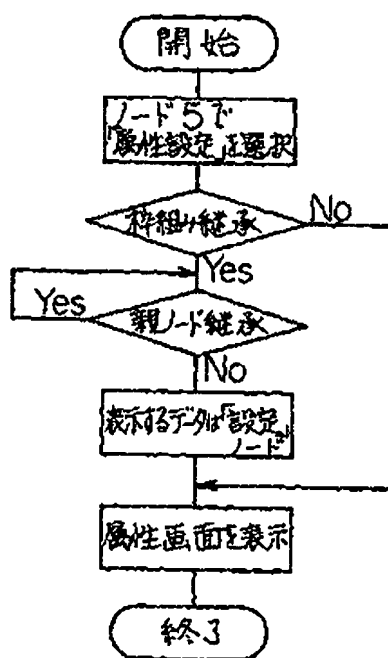 開始
ノード5で
「属性設定」を選択
枠組み継承
No
Yes
Yes
親ノード継承
No
表示するデータは「設定
ノード」
属性画面を表示
終了